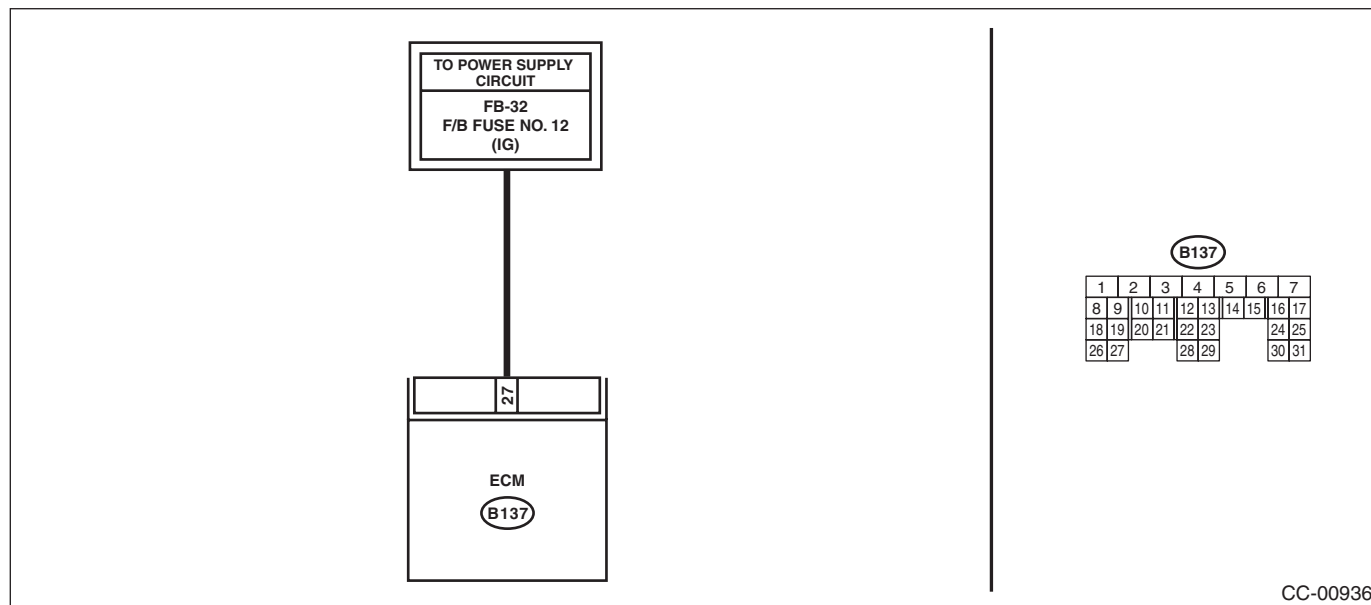 TO POWER SUPPLY
CIRCUIT
FB-32
F/B FUSE NO. 12
(IG)
27
ECM
B137
B137
1 2 3 4 5 6 7
8 9 10 11 12 13 14 15 16 17
18 19 20 21 22 23 24 25
26 27 28 29 30 31
CC-00936